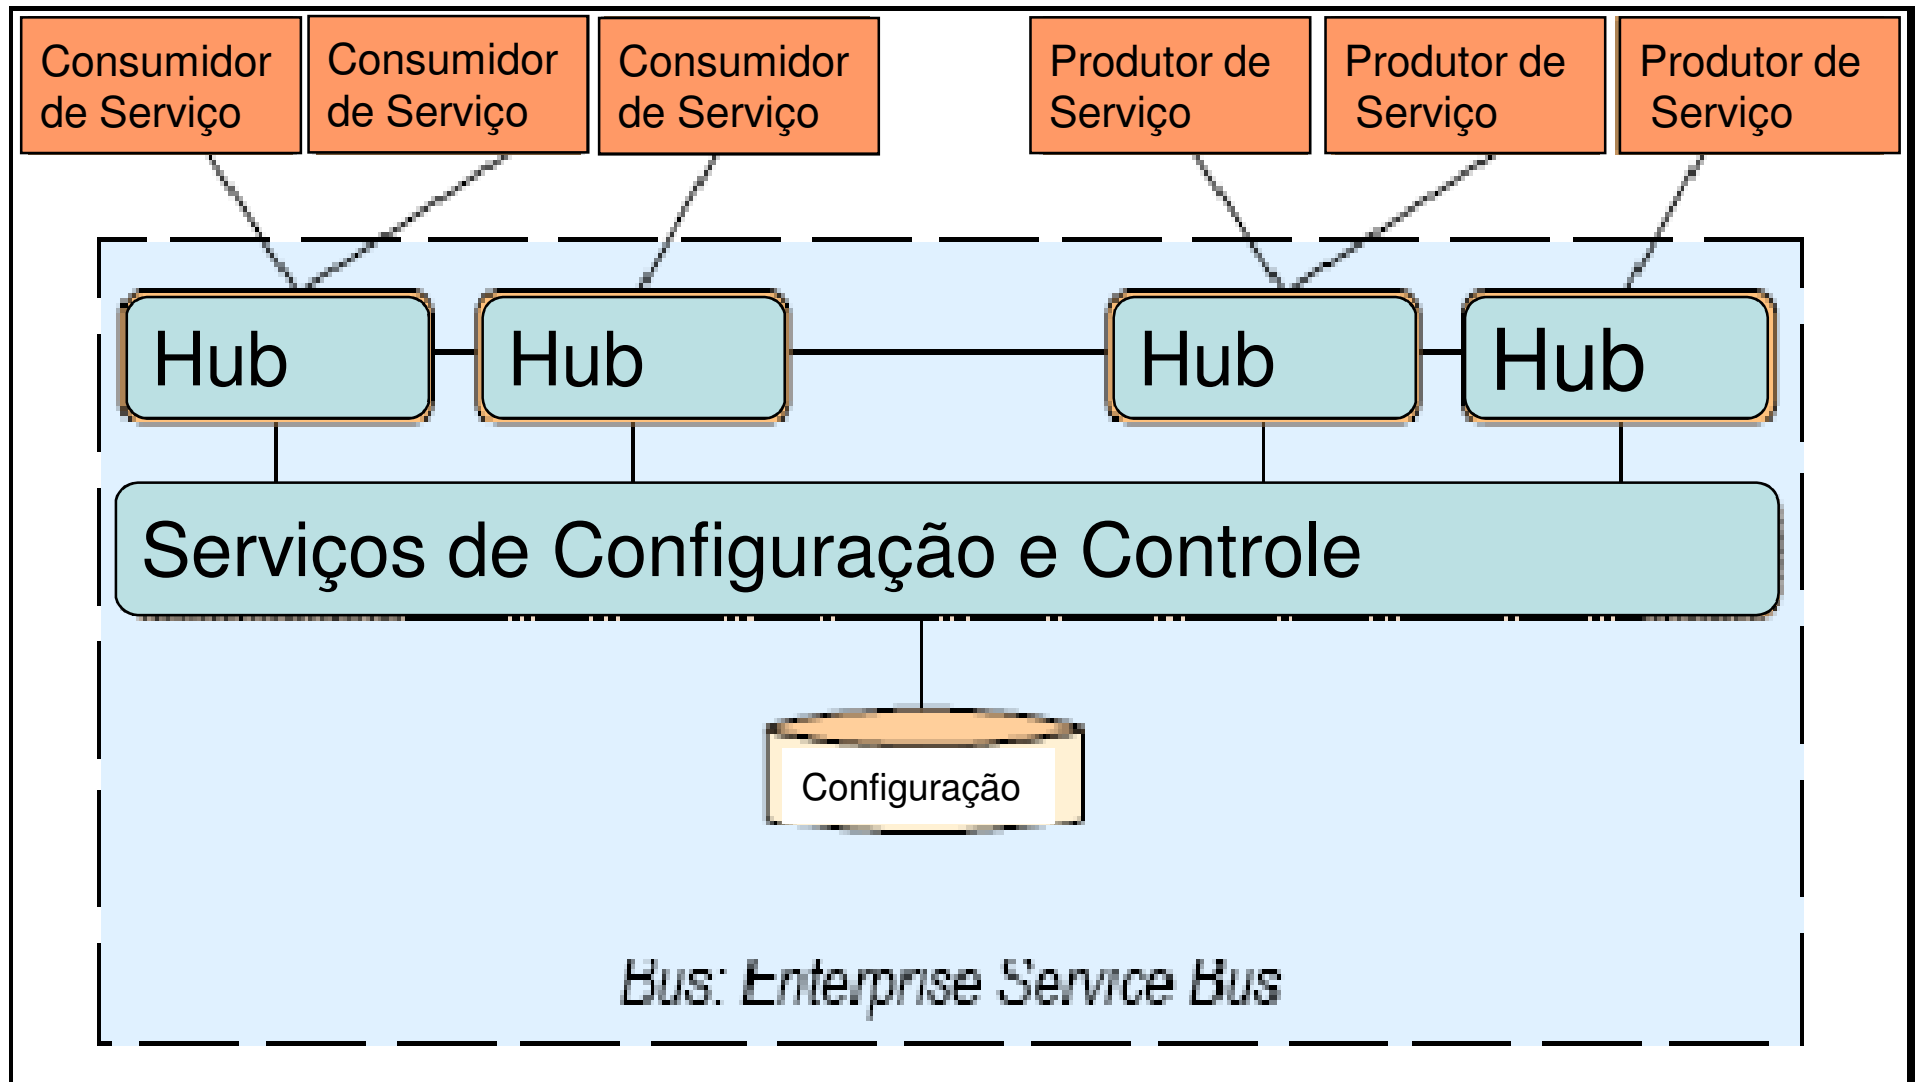 Consumidor
de Serviço
Consumidor
de Serviço
Consumidor
de Serviço
Produtor de
Serviço
Produtor de
Serviço
Produtor de
Serviço
Hub
Hub
Hub
Hub
Serviços de Configuração e Controle
Configuração
Bus: Enterprise Service Bus